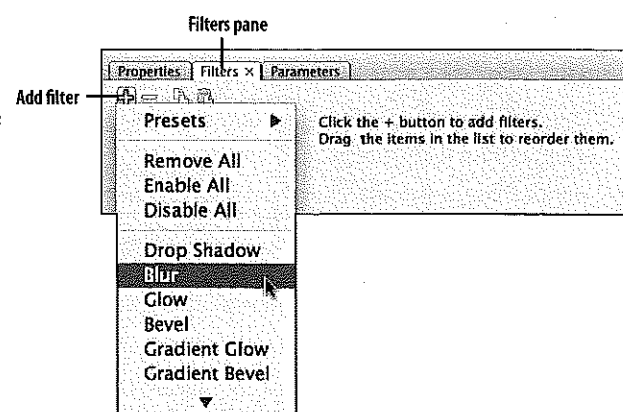 Filters pane
Properties Filters × Parameters
Add filter
Presets
Click the + button to add filters.
Drag the items in the list to reorder them.
Remove All
Enable All
Disable All
Drop Shadow
Blur
Glow
Bevel
Gradient Glow
Gradient Bevel